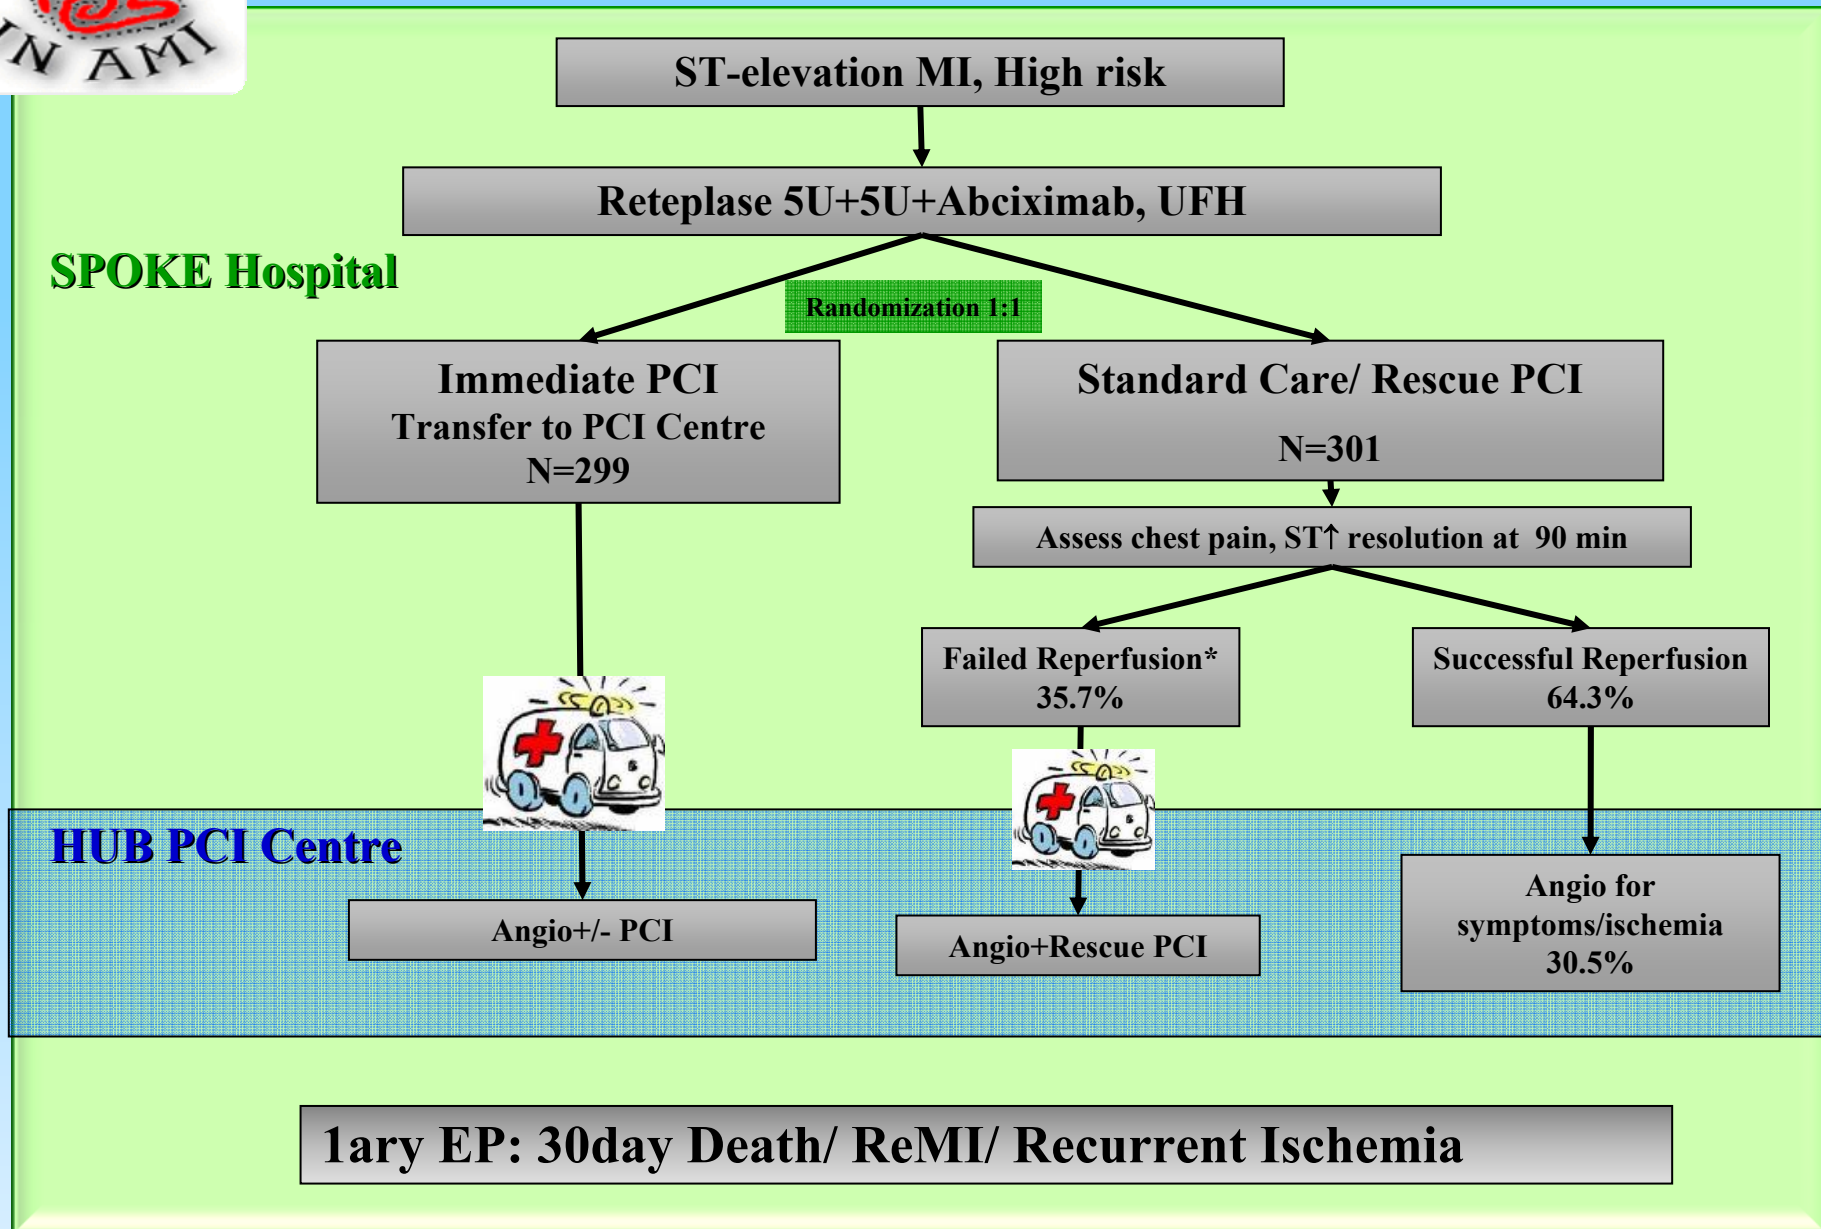 IN AMI
ST-elevation MI, High risk
Reteplase 5U+5U+Abciximab, UFH
SPOKE Hospital
Randomization 1:1
Immediate PCI
Transfer to PCI Centre
N=299
Standard Care/ Rescue PCI
N=301
Assess chest pain, ST↑ resolution at 90 min
Failed Reperfusion*
35.7%
Successful Reperfusion
64.3%
HUB PCI Centre
Angio+/- PCI
Angio+Rescue PCI
Angio for
symptoms/ischemia
30.5%
1ary EP: 30day Death/ ReMI/ Recurrent Ischemia